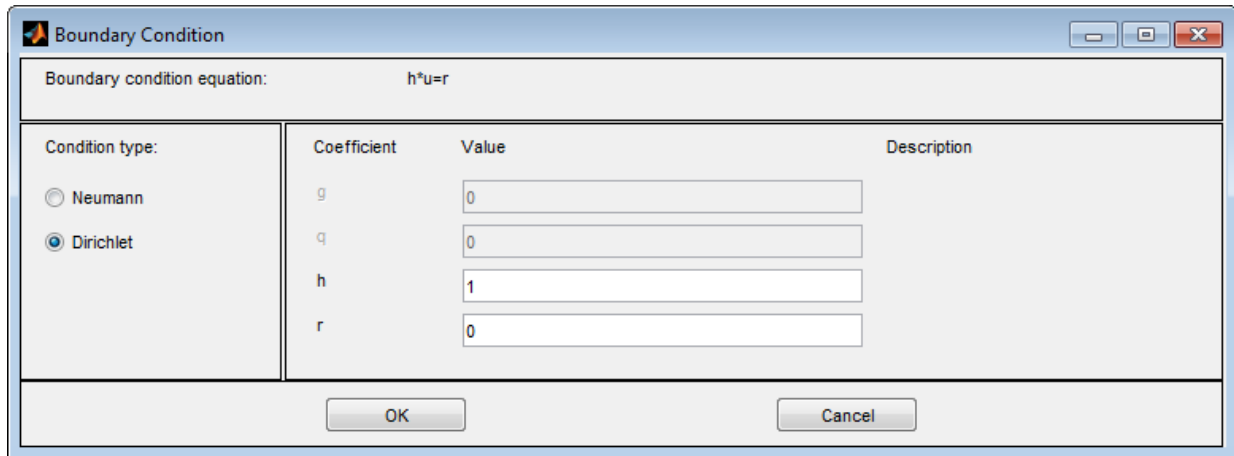 Boundary Condition
Boundary condition equation: h*u=r
Condition type:
Neumann
Dirichlet
Coefficient Value Description
g 0
q 0
h 1
r 0
OK Cancel